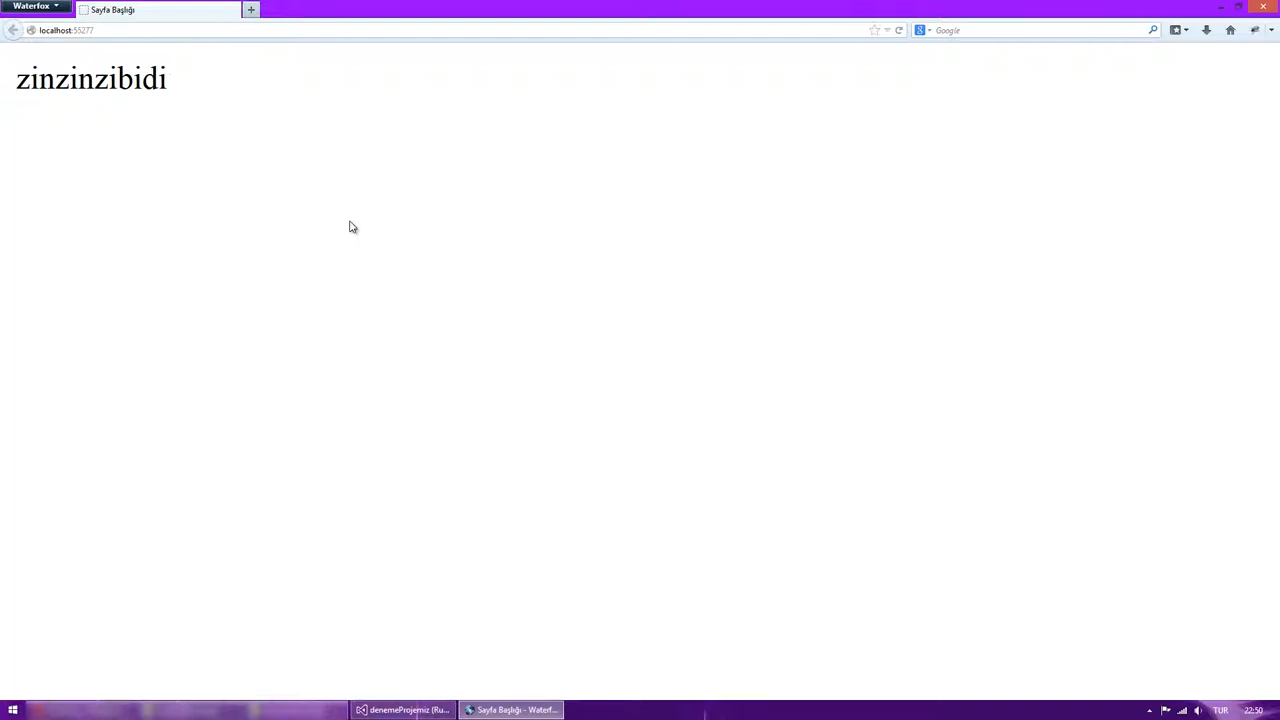 Waterfox
Sayfa Başlığı
localhost:55277
Google
zinzinzibidi
denemeProjemiz (Ru...
Sayfa Başlığı - Waterf...
TUR
22:50